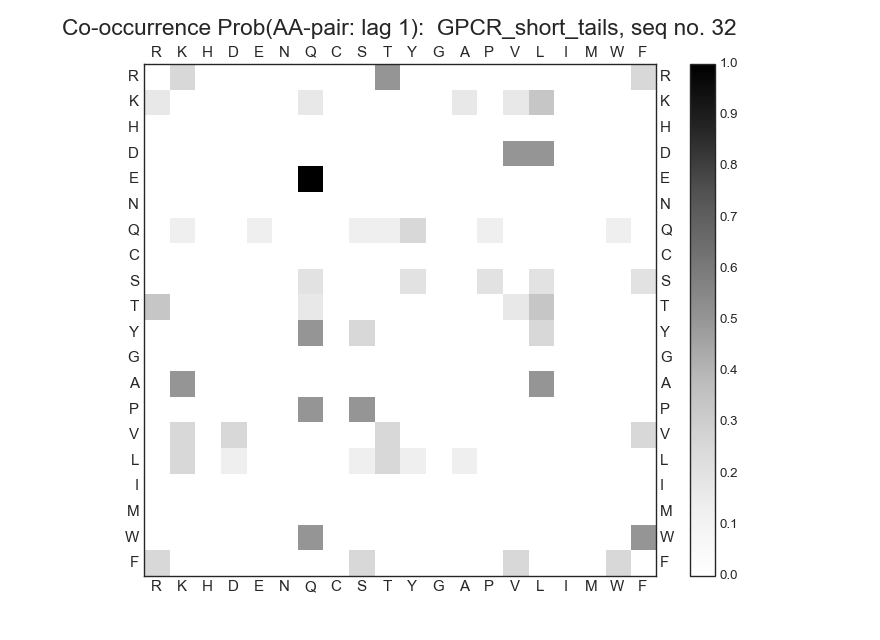 Co-occurrence Prob(AA-pair: lag 1):  GPCR_short_tails, seq no. 32
R K H D E N Q C S T Y G A P V L I M W F
R R
K K
H H
D D
E E
N N
Q Q
C C
S S
T T
Y Y
G G
A A
P P
V V
L L
I I
M M
W W
F F
R K H D E N Q C S T Y G A P V L I M W F
1.0
0.9
0.8
0.7
0.6
0.5
0.4
0.3
0.2
0.1
0.0